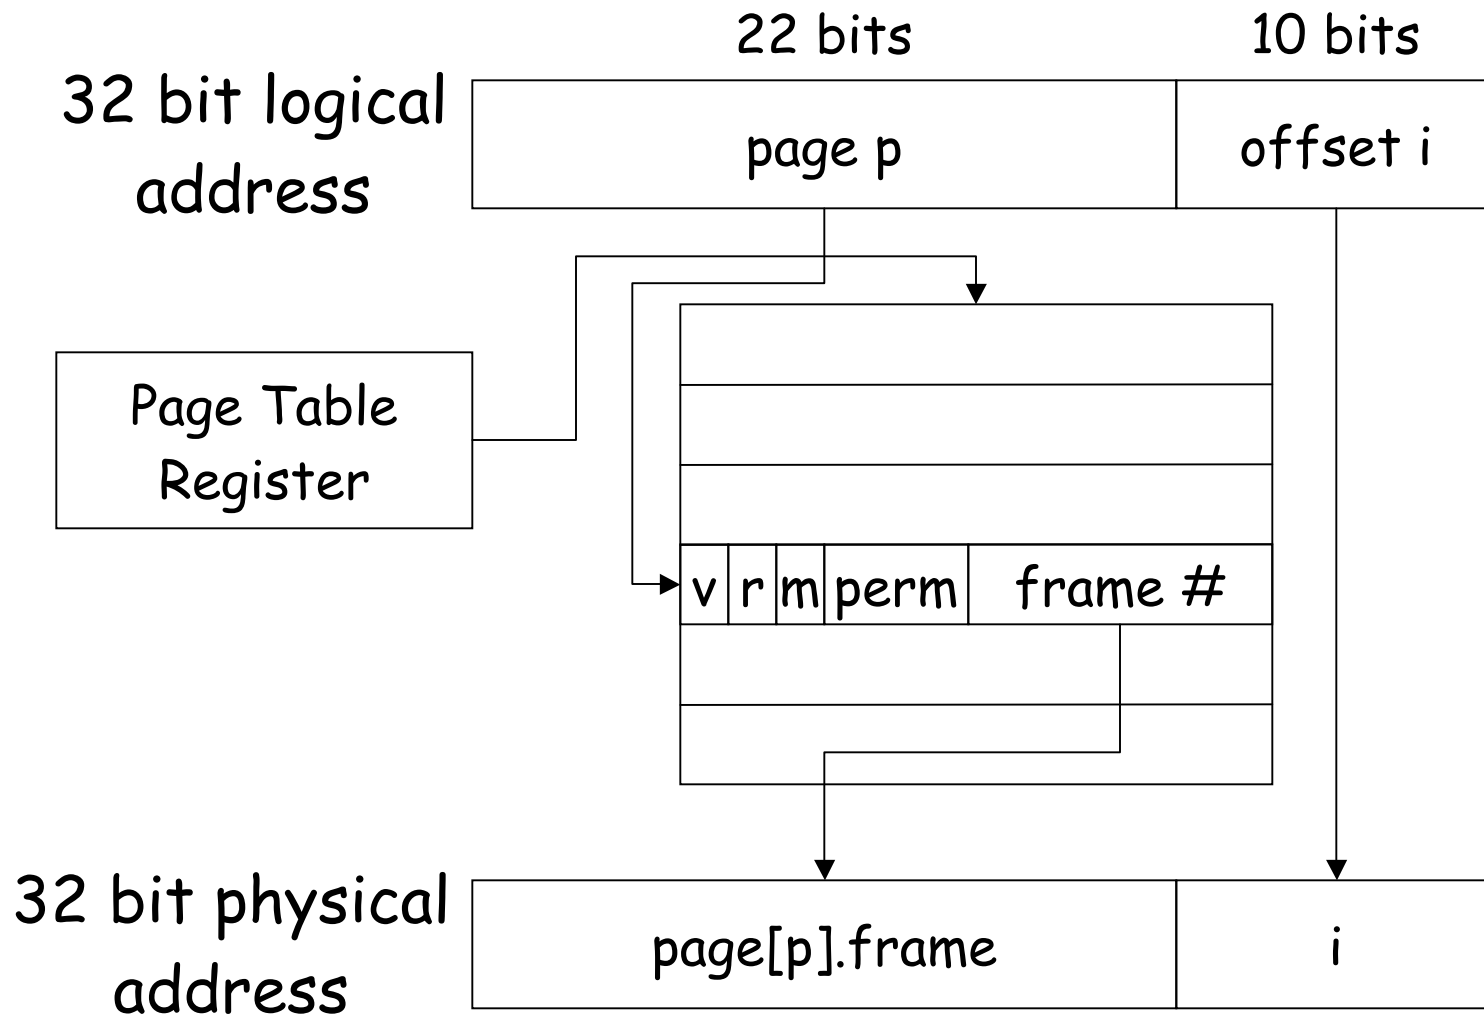 22 bits
10 bits
32 bit logical
address
page p
offset i
Page Table
Register
v
r
m
perm
frame #
32 bit physical
address
page[p].frame
i